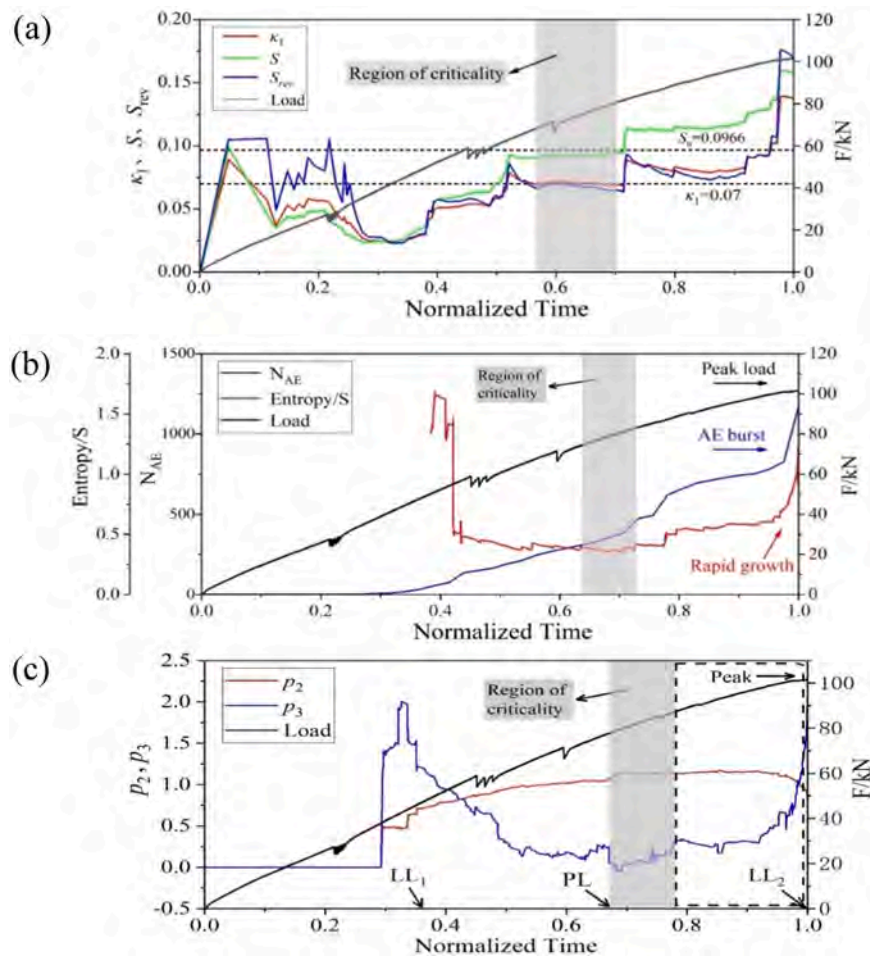 (a)
κ₁、S、Sᵣₑᵥ
0.20
0.15
0.10
0.05
0.00
κ₁
S
Sᵣₑᵥ
Load
Region of criticality
Sᵤ=0.0966
κ₁=0.07
120
100
80
60
40
20
0
F/kN
0.0 0.2 0.4 0.6 0.8 1.0
Normalized Time
(b)
Entropy/S
2.0
1.5
1.0
0.5
0.0
N_AE
1500
1250
1000
750
500
250
0
N_AE
Entropy/S
Load
Region of
criticality
Peak load
AE burst
Rapid growth
120
100
80
60
40
20
0
F/kN
0.0 0.2 0.4 0.6 0.8 1.0
Normalized Time
(c)
p₂, p₃
2.5
2.0
1.5
1.0
0.5
0.0
-0.5
p₂
p₃
Load
Region of
criticality
Peak
LL₁
PL
LL₂
100
80
60
40
20
0
F/kN
0.0 0.2 0.4 0.6 0.8 1.0
Normalized Time